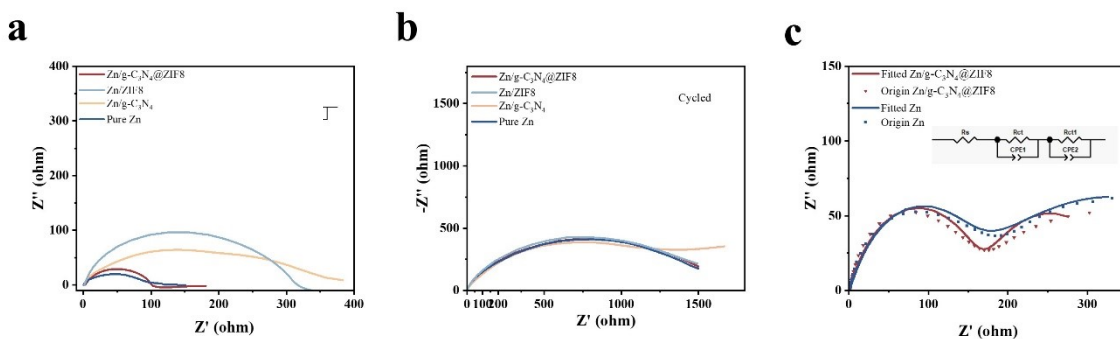 a
400
300
200
100
0
Z'' (ohm)
Zn/g-C₃N₄@ZIF8
Zn/ZIF8
Zn/g-C₃N₄
Pure Zn
0 100 200 300 400
Z' (ohm)
b
1500
1000
500
0
-Z'' (ohm)
Zn/g-C₃N₄@ZIF8
Zn/ZIF8
Zn/g-C₃N₄
Pure Zn
Cycled
0 100 200 500 1000 1500
Z' (ohm)
c
150
100
50
0
Z'' (ohm)
Fitted Zn/g-C₃N₄@ZIF8
Origin Zn/g-C₃N₄@ZIF8
Fitted Zn
Origin Zn
Rs Rct Rct1
CPE1 CPE2
0 100 200 300
Z' (ohm)